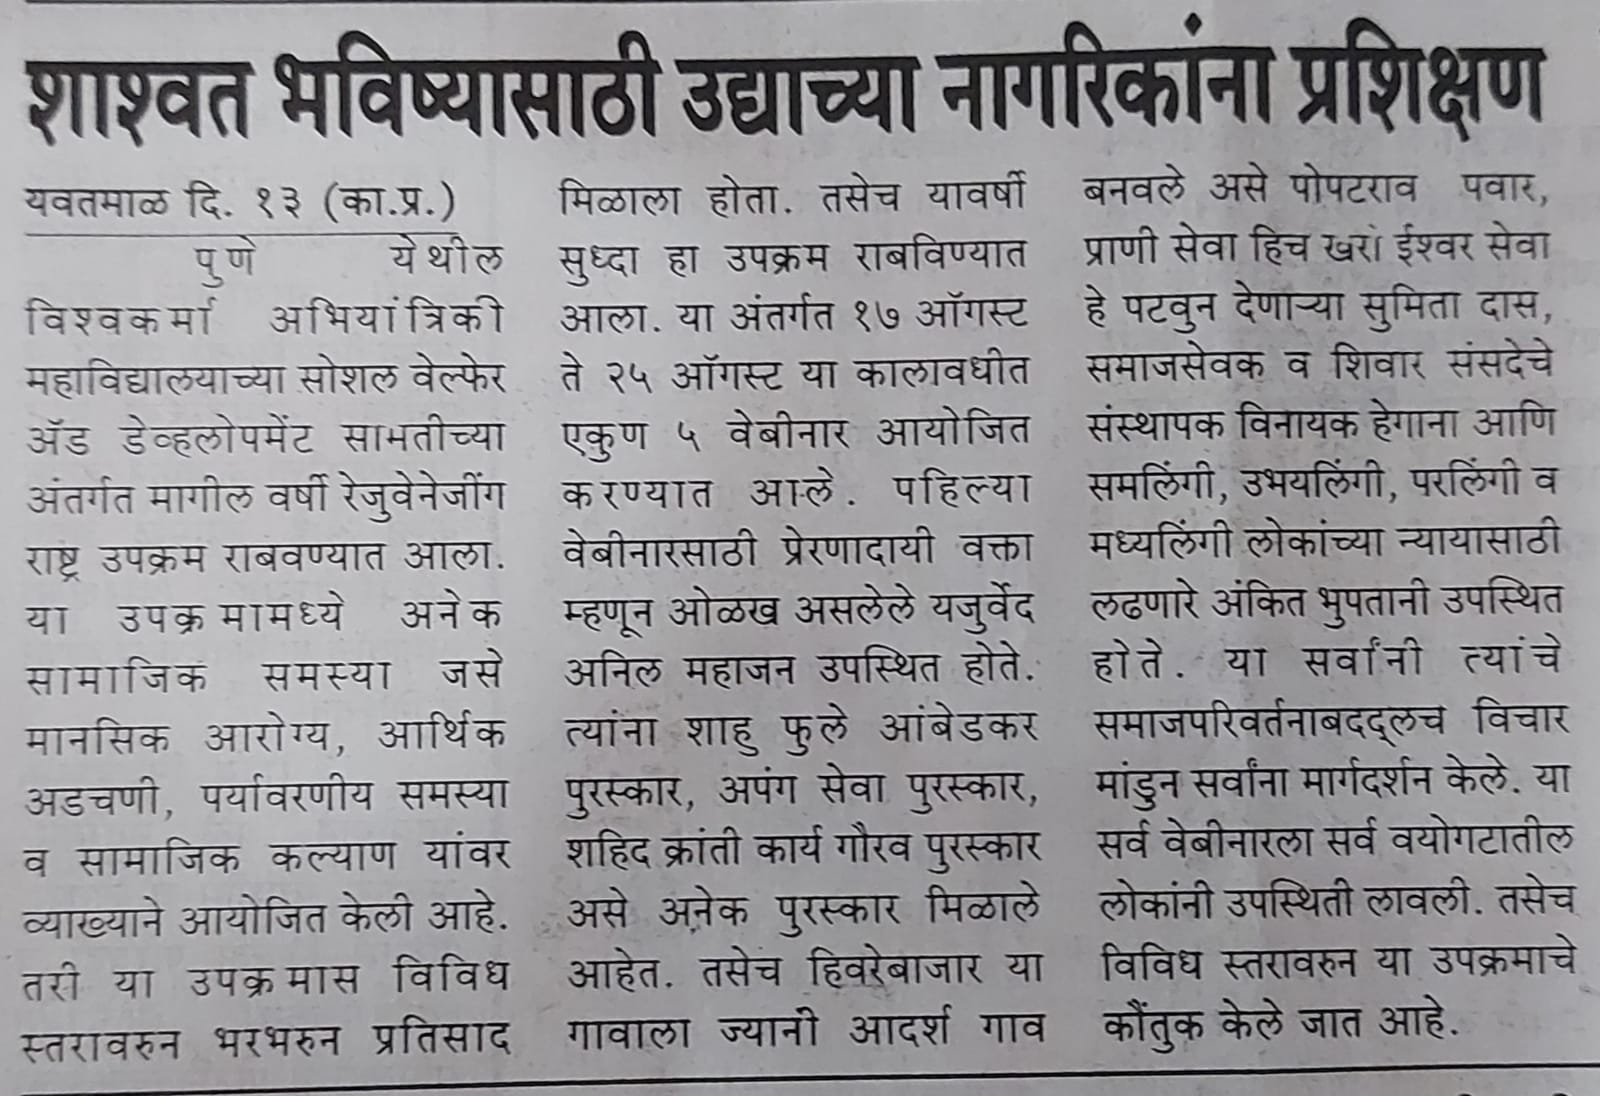 शाश्वत भविष्यासाठी उद्याच्या नागरिकांना प्रशिक्षण
यवतमाळ दि. १३ (का.प्र.)
पुणे येथील
विश्वकर्मा अभियांत्रिकी
महाविद्यालयाच्या सोशल वेल्फेर
अ‍ॅड डेव्हलोपमेंट सामतीच्या
अंतर्गत मागील वर्षी रेजुवेनेजींग
राष्ट्र उपक्रम राबवण्यात आला.
या उपक्रमामध्ये अनेक
सामाजिक समस्या जसे
मानसिक आरोग्य, आर्थिक
अडचणी, पर्यावरणीय समस्या
व सामाजिक कल्याण यांवर
व्याख्याने आयोजित केली आहे.
तरी या उपक्रमास विविध
स्तरावरुन भरभरुन प्रतिसाद
मिळाला होता. तसेच यावर्षी
सुध्दा हा उपक्रम राबविण्यात
आला. या अंतर्गत १७ ऑगस्ट
ते २५ ऑगस्ट या कालावधीत
एकुण ५ वेबीनार आयोजित
करण्यात आले. पहिल्या
वेबीनारसाठी प्रेरणादायी वक्ता
म्हणून ओळख असलेले यजुर्वेद
अनिल महाजन उपस्थित होते.
त्यांना शाहु फुले आंबेडकर
पुरस्कार, अपंग सेवा पुरस्कार,
शहिद क्रांती कार्य गौरव पुरस्कार
असे अनेक पुरस्कार मिळाले
आहेत. तसेच हिवरेबाजार या
गावाला ज्यानी आदर्श गाव
बनवले असे पोपटराव पवार,
प्राणी सेवा हिच खरा ईश्वर सेवा
हे पटवुन देणाऱ्या सुमिता दास,
समाजसेवक व शिवार संसदेचे
संस्थापक विनायक हेगाना आणि
समलिंगी, उभयलिंगी, परलिंगी व
मध्यलिंगी लोकांच्या न्यायासाठी
लढणारे अंकित भुपतानी उपस्थित
होते. या सर्वांनी त्यांचे
समाजपरिवर्तनाबदद्लच विचार
मांडुन सर्वांना मार्गदर्शन केले. या
सर्व वेबीनारला सर्व वयोगटातील
लोकांनी उपस्थिती लावली. तसेच
विविध स्तरावरुन या उपक्रमाचे
कौंतुक केले जात आहे.